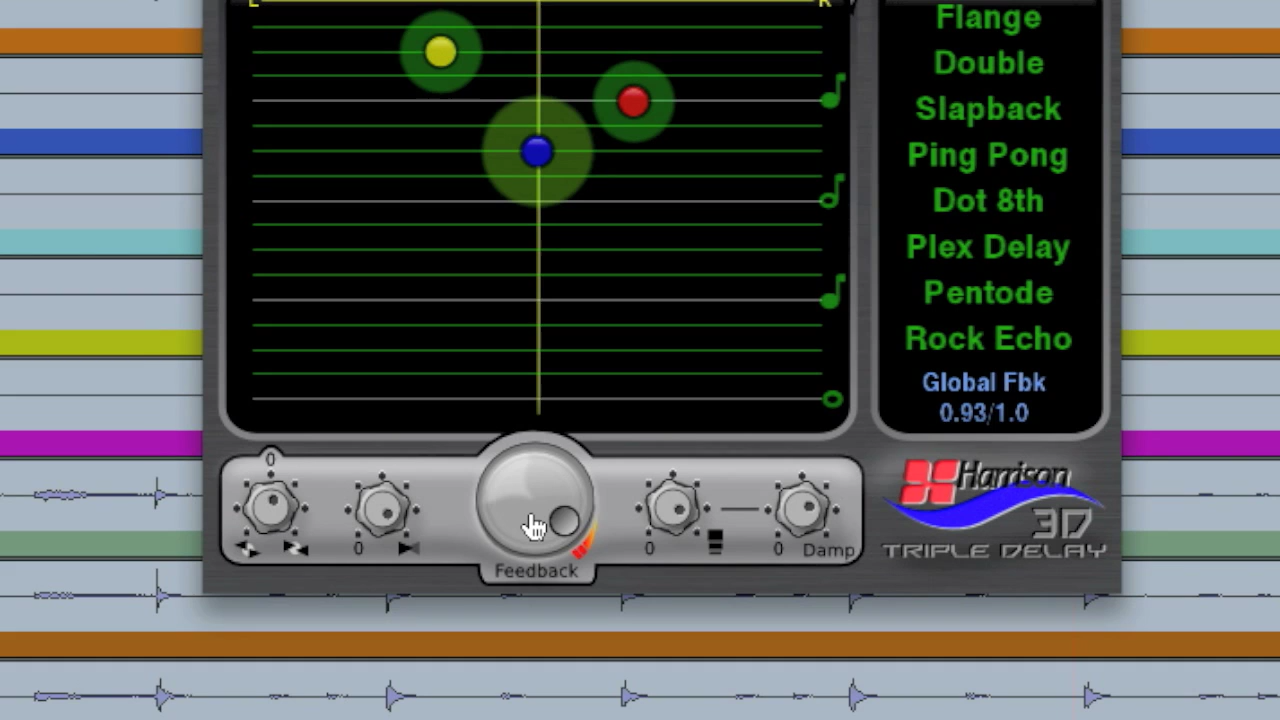 L R
Flange
Double
Slapback
Ping Pong
Dot 8th
Plex Delay
Pentode
Rock Echo
Global Fbk
0.93/1.0
0
0
Feedback
0
0 Damp
Harrison
3D
TRIPLE DELAY